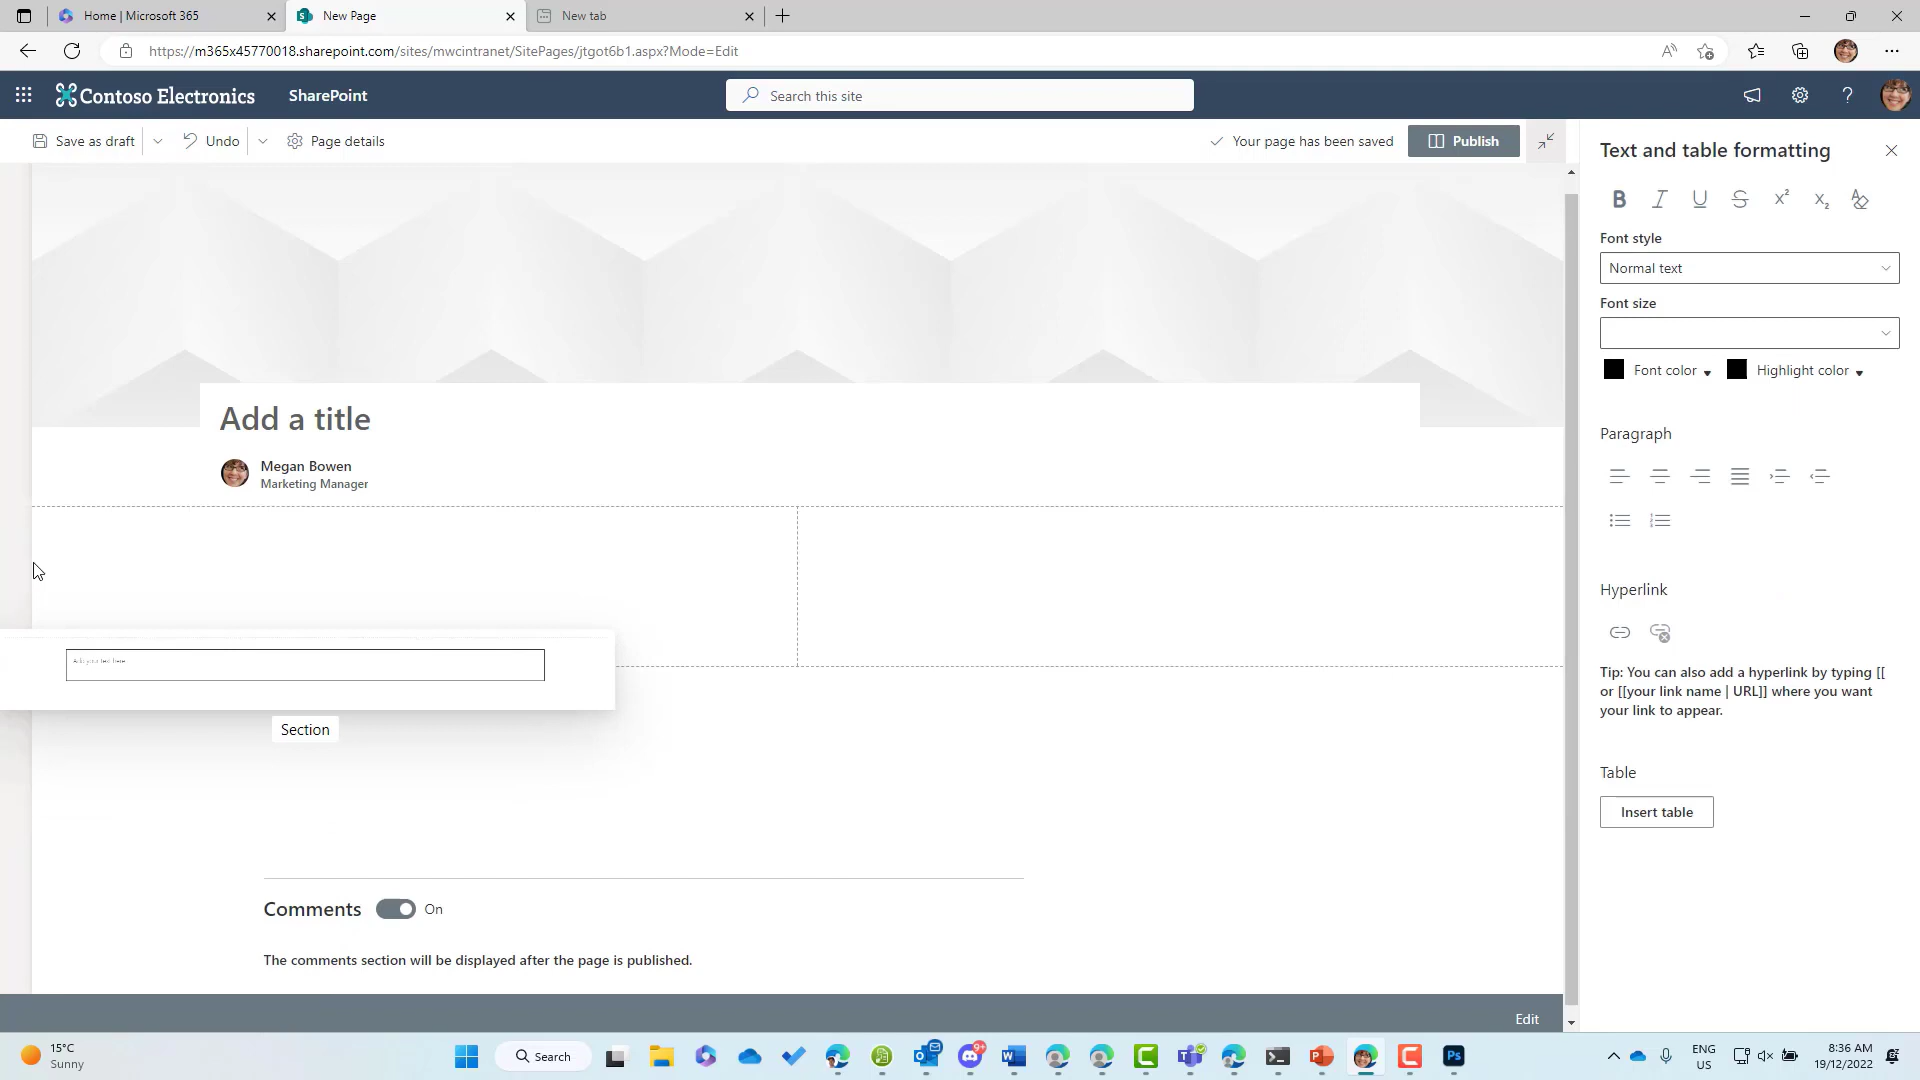 Home | Microsoft 365
New Page
New tab
https://m365x45770018.sharepoint.com/sites/mwcintranet/SitePages/jtgot6b1.aspx?Mode=Edit
Contoso Electronics
SharePoint
Search this site
Save as draft
Undo
Page details
Your page has been saved
Publish
Text and table formatting
Font style
Normal text
Font size
Font color
Highlight color
Add a title
Megan Bowen
Marketing Manager
Paragraph
Hyperlink
Tip: You can also add a hyperlink by typing [[
or [[your link name | URL]] where you want
your link to appear.
Add your text here
Section
Table
Insert table
Comments
On
The comments section will be displayed after the page is published.
Edit
15°C
Sunny
Search
9+
ENG
US
8:36 AM
19/12/2022